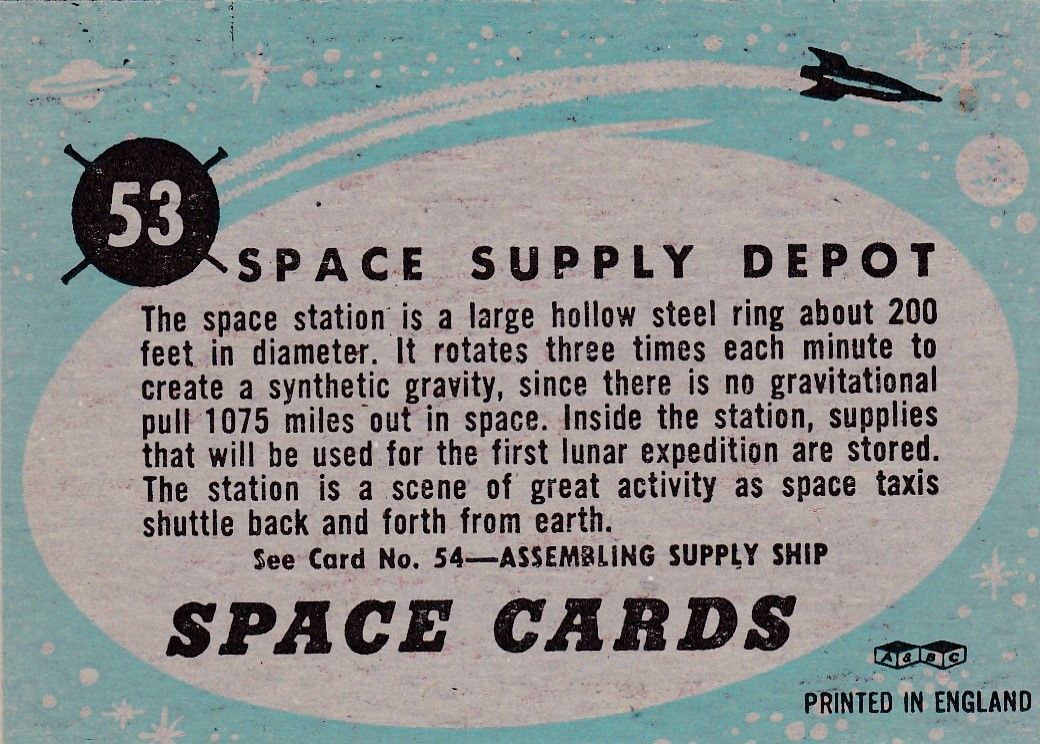 53
SPACE SUPPLY DEPOT
The space station is a large hollow steel ring about 200
feet in diameter. It rotates three times each minute to
create a synthetic gravity, since there is no gravitational
pull 1075 miles out in space. Inside the station, supplies
that will be used for the first lunar expedition are stored.
The station is a scene of great activity as space taxis
shuttle back and forth from earth.
See Card No. 54—ASSEMBLING SUPPLY SHIP
SPACE CARDS
A & B C
PRINTED IN ENGLAND